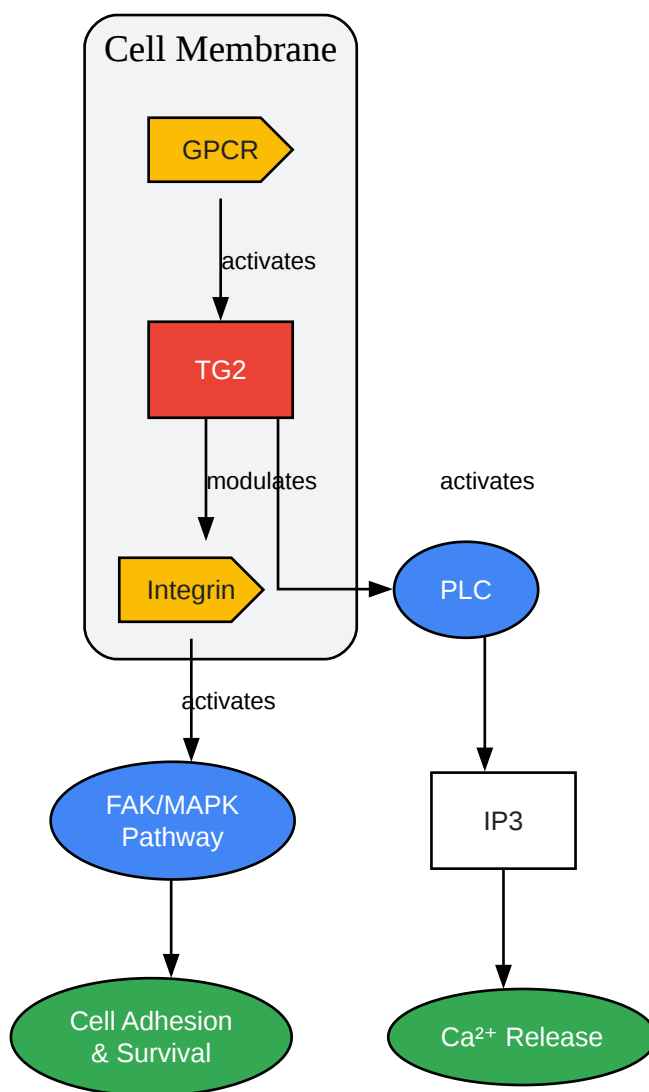 Cell Membrane
GPCR
activates
TG2
modulates
activates
Integrin
PLC
activates
FAK/MAPK
Pathway
IP3
Cell Adhesion
& Survival
Ca²⁺ Release